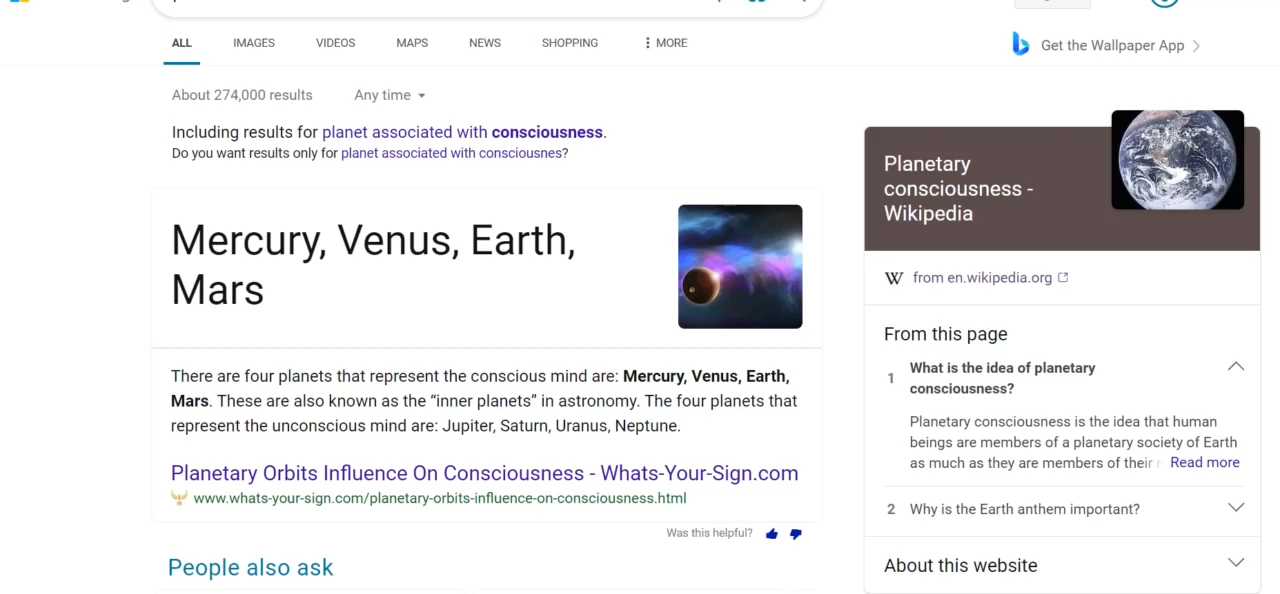 ALL IMAGES VIDEOS MAPS NEWS SHOPPING MORE
Get the Wallpaper App
About 274,000 results Any time
Including results for planet associated with consciousness.
Do you want results only for planet associated with consciousnes?
Mercury, Venus, Earth,
Mars
There are four planets that represent the conscious mind are: Mercury, Venus, Earth,
Mars. These are also known as the “inner planets” in astronomy. The four planets that
represent the unconscious mind are: Jupiter, Saturn, Uranus, Neptune.
Planetary Orbits Influence On Consciousness - Whats-Your-Sign.com
www.whats-your-sign.com/planetary-orbits-influence-on-consciousness.html
Was this helpful?
People also ask
Planetary
consciousness -
Wikipedia
W from en.wikipedia.org
From this page
1 What is the idea of planetary
consciousness?
Planetary consciousness is the idea that human
beings are members of a planetary society of Earth
as much as they are members of their Read more
2 Why is the Earth anthem important?
About this website